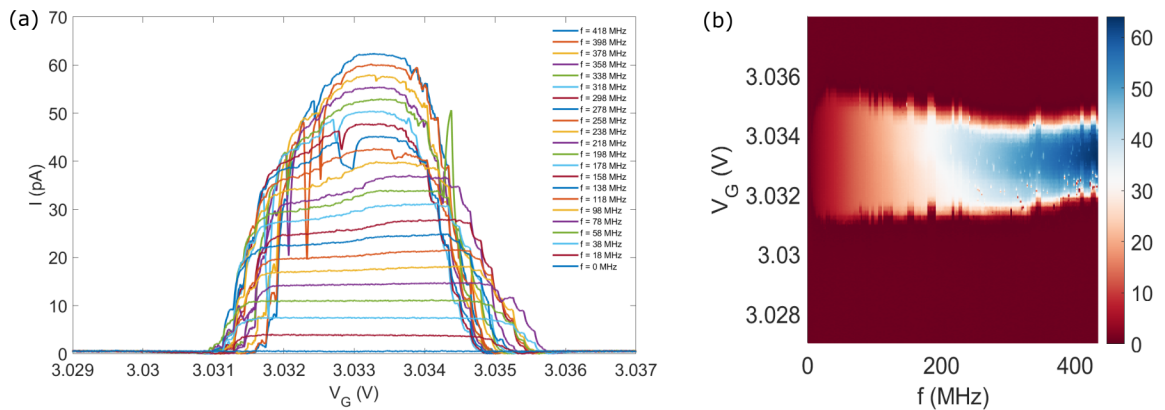 (a)
70
60
50
40
30
20
10
0
I (pA)
3.029
3.03
3.031
3.032
3.033
3.034
3.035
3.036
3.037
V_G (V)
f = 418 MHz
f = 398 MHz
f = 378 MHz
f = 358 MHz
f = 338 MHz
f = 318 MHz
f = 298 MHz
f = 278 MHz
f = 258 MHz
f = 238 MHz
f = 218 MHz
f = 198 MHz
f = 178 MHz
f = 158 MHz
f = 138 MHz
f = 118 MHz
f = 98 MHz
f = 78 MHz
f = 58 MHz
f = 38 MHz
f = 18 MHz
f = 0 MHz
(b)
3.036
3.034
3.032
3.03
3.028
V_G (V)
0
200
400
f (MHz)
60
50
40
30
20
10
0